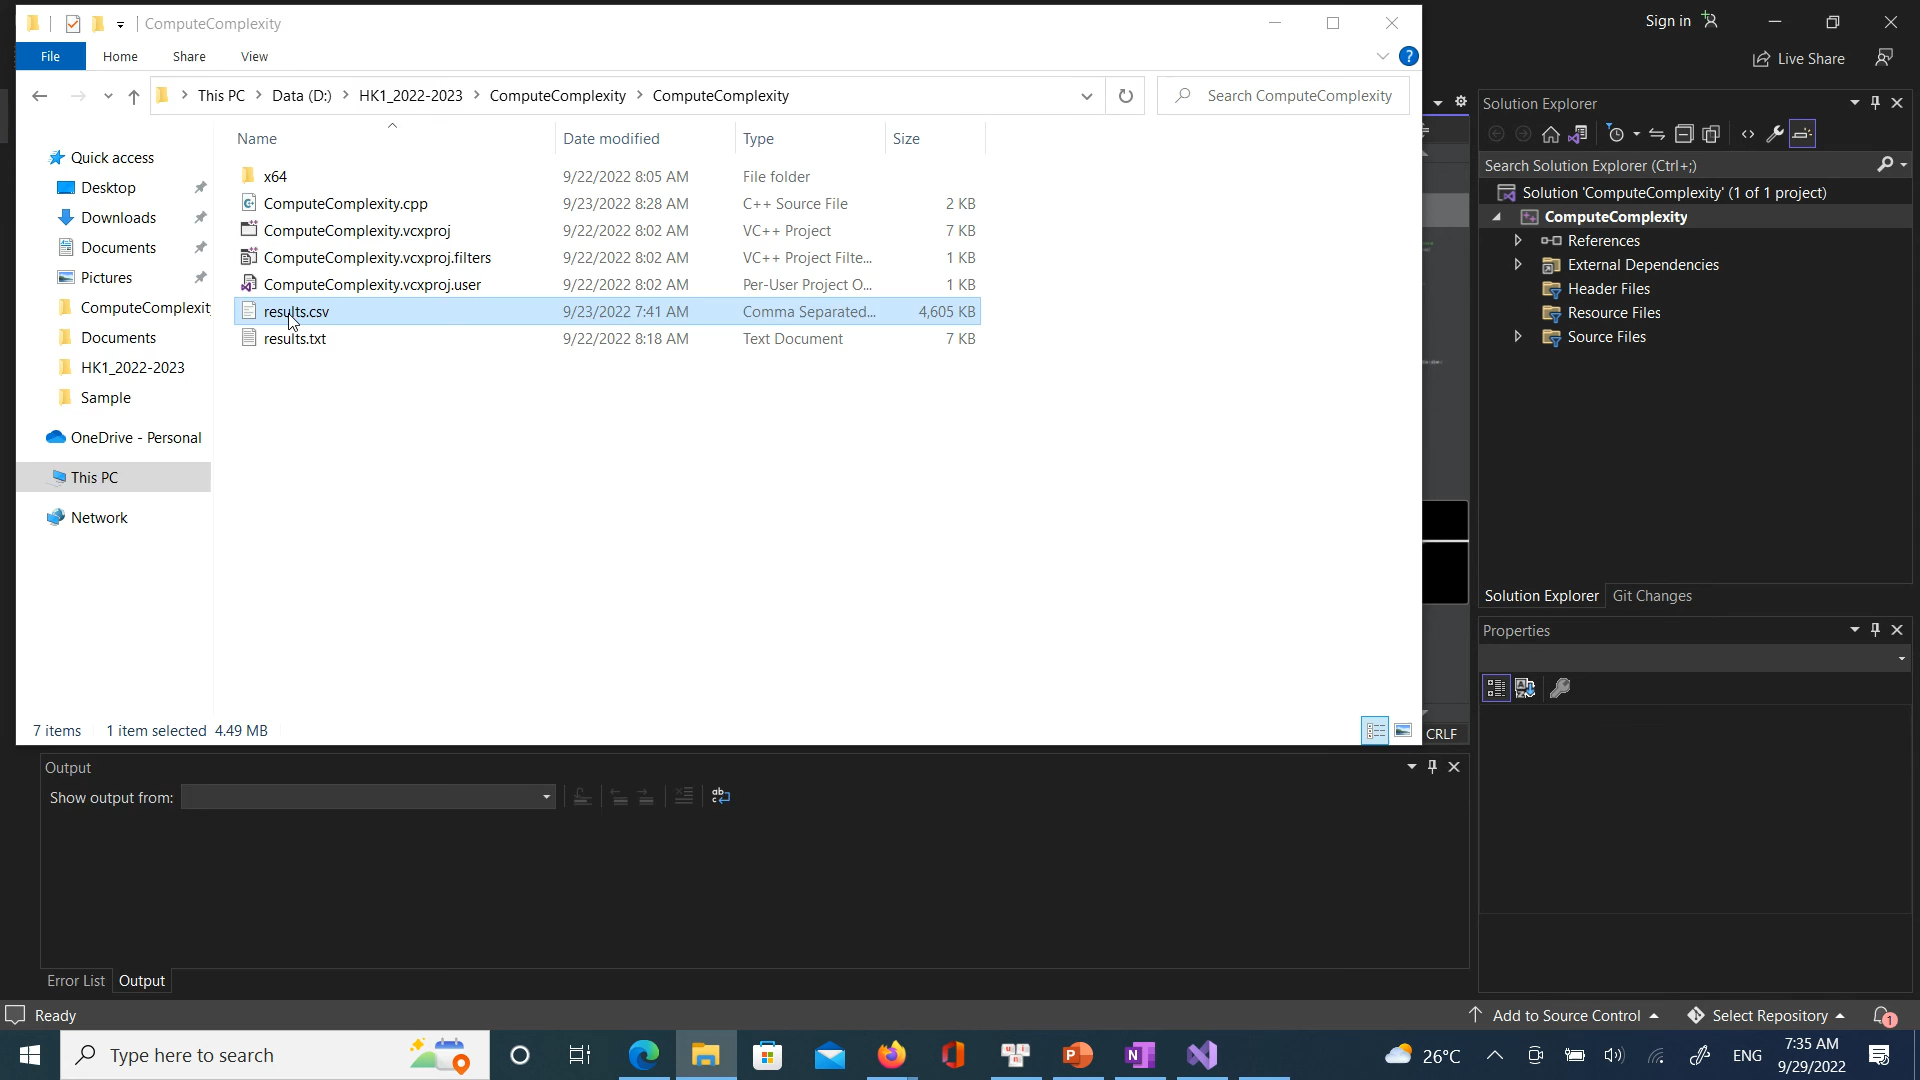 ComputeComplexity
Sign in
File Home Share View
Live Share
This PC Data (D:) HK1_2022-2023 ComputeComplexity ComputeComplexity
Search ComputeComplexity
Solution Explorer
Name Date modified Type Size
Search Solution Explorer (Ctrl+;)
Quick access
Desktop
Downloads
Documents
Pictures
ComputeComplexit
Documents
HK1_2022-2023
Sample
OneDrive - Personal
This PC
Network
x64 9/22/2022 8:05 AM File folder
ComputeComplexity.cpp 9/23/2022 8:28 AM C++ Source File 2 KB
ComputeComplexity.vcxproj 9/22/2022 8:02 AM VC++ Project 7 KB
ComputeComplexity.vcxproj.filters 9/22/2022 8:02 AM VC++ Project Filte... 1 KB
ComputeComplexity.vcxproj.user 9/22/2022 8:02 AM Per-User Project O... 1 KB
results.csv 9/23/2022 7:41 AM Comma Separated... 4,605 KB
results.txt 9/22/2022 8:18 AM Text Document 7 KB
Solution 'ComputeComplexity' (1 of 1 project)
ComputeComplexity
References
External Dependencies
Header Files
Resource Files
Source Files
Solution Explorer Git Changes
Properties
7 items 1 item selected 4.49 MB
CRLF
Output
Show output from:
Error List Output
Ready
Add to Source Control
Select Repository
1
Type here to search
26°C
ENG
7:35 AM
9/29/2022